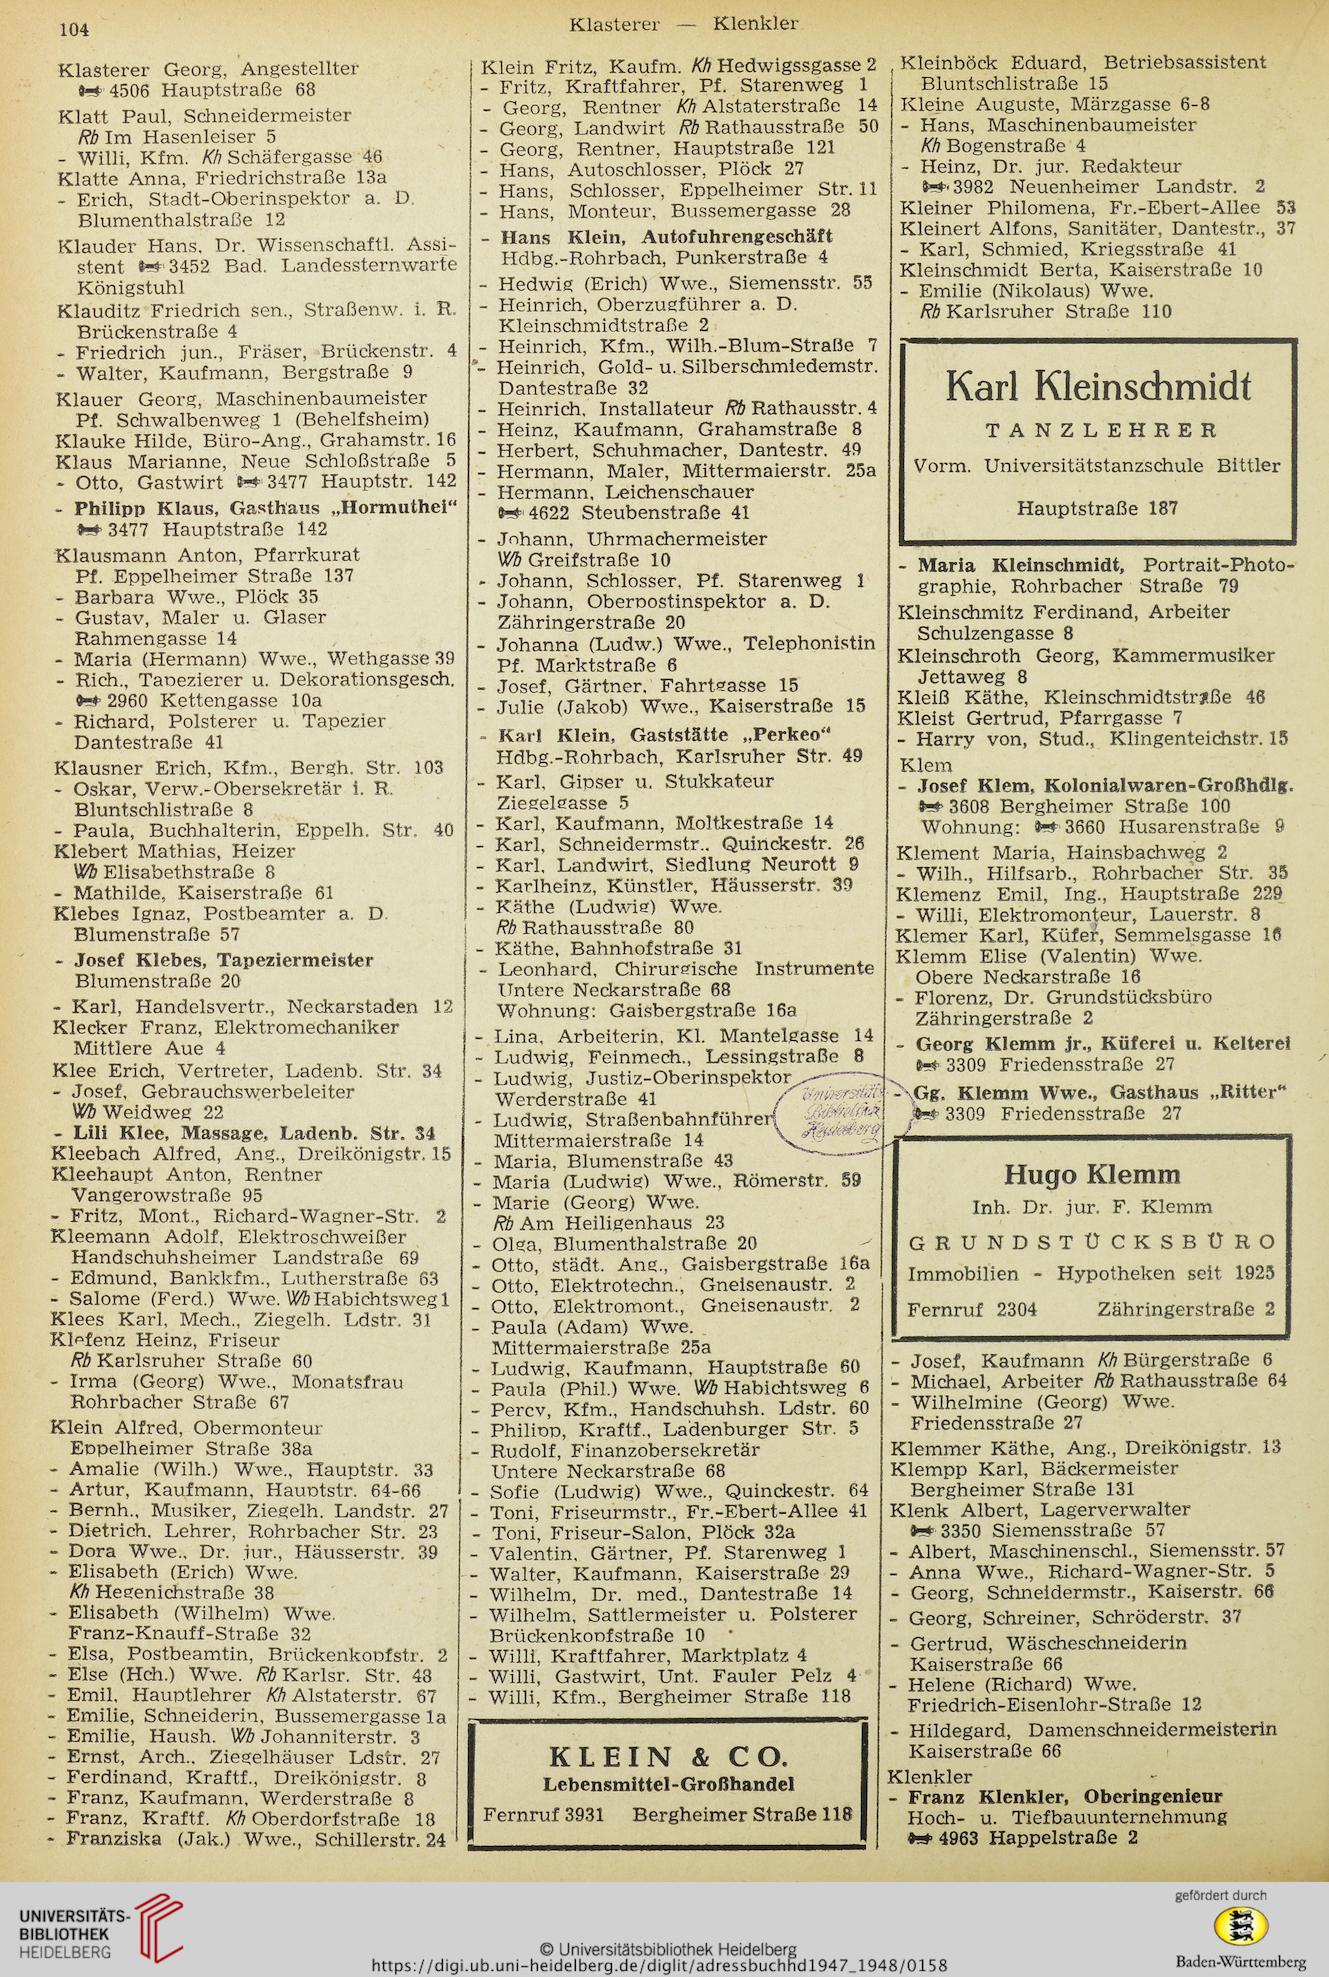 104
Klasterer — Klenkler
Klasterer Georg, Angestellter
4506 Hauptstraße 68
Klatt Paul, Schneidermeister
Rb Im Hasenleiser 5
- Willi, Kfm. Kh Schäfergasse 46
Klatte Anna, Friedrichstraße 13a
- Erich, Stadt-Oberinspektor a. D.
Blumenthalstraße 12
Klauder Hans, Dr. Wissenschaftl. Assi-
stent 3452 Bad. Landessternwarte
Königstuhl
Klauditz Friedrich sen., Straßenw. i. R.
Brückenstraße 4
- Friedrich jun., Fräser, Brückenstr. 4
- Walter, Kaufmann, Bergstraße 9
Klauer Georg, Maschinenbaumeister
Pf. Schwalbenweg 1 (Behelfsheim)
Klauke Hilde, Büro-Ang., Grahamstr. 16
Klaus Marianne, Neue Schloßstraße 5
- Otto, Gastwirt 3477 Hauptstr. 142
- Philipp Klaus, Gasthaus „Hormuthei“
3477 Hauptstraße 142
Klausmann Anton, Pfarrkurat
Pf. Eppelheimer Straße 137
- Barbara Wwe., Plöck 35
- Gustav, Maler u. Glaser
Rahmengasse 14
- Maria (Hermann) Wwe., Wethgasse 39
- Rich., Tapezierer u. Dekorationsgesch.
2960 Kettengasse 10a
- Richard, Polsterer u. Tapezier
Dantestraße 41
Klausner Erich, Kfm., Bergh. Str. 103
- Oskar, Verw.-Obersekretär i. R.
Bluntschlistraße 8
- Paula, Buchhalterin, Eppelh. Str. 40
Klebert Mathias, Heizer
Wb Elisabethstraße 8
- Mathilde, Kaiserstraße 61
Klebes Ignaz, Postbeamter a. D.
Blumenstraße 57
- Josef Klebes, Tapeziermeister
Blumenstraße 20
- Karl, Handelsvertr., Neckarstaden 12
Klecker Franz, Elektromechaniker
Mittlere Aue 4
Klee Erich, Vertreter, Ladenb. Str. 34
- Josef, Gebrauchswerbeleiter
Wb Weidweg 22
- Lili Klee, Massage, Ladenb. Str. 34
Kleebach Alfred, Ang., Dreikönigstr. 15
Kleehaupt Anton, Rentner
Vangerowstraße 95
- Fritz, Mont., Richard-Wagner-Str. 2
Kleemann Adolf, Elektroschweißer
Handschuhsheimer Landstraße 69
- Edmund, Bankkfm., Lutherstraße 63
- Salome (Ferd.) Wwe. Wb Habichtsweg 1
Klees Karl, Mech., Ziegelh. Ldstr. 31
Klefenz Heinz, Friseur
Rb Karlsruher Straße 60
- Irma (Georg) Wwe., Monatsfrau
Rohrbacher Straße 67
Klein Alfred, Obermonteur
Eppelheimer Straße 38a
- Amalie (Wilh.) Wwe., Hauptstr. 33
- Artur, Kaufmann, Hauptstr. 64-66
- Bernh., Musiker, Ziegelh. Landstr. 27
- Dietrich, Lehrer, Rohrbacher Str. 23
- Dora Wwe., Dr. jur., Häusserstr. 39
- Elisabeth (Erich) Wwe.
Kh Hegenichstraße 38
- Elisabeth (Wilhelm) Wwe.
Franz-Knauff-Straße 32
- Elsa, Postbeamtin, Brückenkopfstr. 2
- Else (Hch.) Wwe. Rb Karlsr. Str. 48
- Emil, Hauptlehrer Kh Alstaterstr. 67
- Emilie, Schneiderin, Bussemergasse 1a
- Emilie, Haush. Wb Johanniterstr. 3
- Ernst, Arch., Ziegelhäuser Ldstr. 27
- Ferdinand, Kraftf., Dreikönigstr. 8
- Franz, Kaufmann, Werderstraße 8
- Franz, Kraftf. Kh Oberdorfstraße 18
- Franziska (Jak.) Wwe., Schillerstr. 24
Klein Fritz, Kaufm. Kh Hedwigssgasse 2
- Fritz, Kraftfahrer, Pf. Starenweg 1
- Georg, Rentner Kh Alstaterstraße 14
- Georg, Landwirt Rb Rathausstraße 50
- Georg, Rentner, Hauptstraße 121
- Hans, Autoschlosser, Plöck 27
- Hans, Schlosser, Eppelheimer Str. 11
- Hans, Monteur, Bussemergasse 28
- Hans Klein, Autofuhrengeschäft
Hdbg.-Rohrbach, Punkerstraße 4
- Hedwig (Erich) Wwe., Siemensstr. 55
- Heinrich, Oberzugführer a. D.
Kleinschmidtstraße 2
- Heinrich, Kfm., Wilh.-Blum-Straße 7
- Heinrich, Gold- u. Silberschmiedemstr.
Dantestraße 32
- Heinrich, Installateur Rb Rathausstr. 4
- Heinz, Kaufmann, Grahamstraße 8
- Herbert, Schuhmacher, Dantestr. 49
- Hermann, Maler, Mittermaierstr. 25a
- Hermann, Leichenschauer
4622 Steubenstraße 41
- Johann, Uhrmachermeister
Wb Greifstraße 10
- Johann, Schlosser, Pf. Starenweg 1
- Johann, Oberpostinspektor a. D.
Zähringerstraße 20
- Johanna (Ludw.) Wwe., Telephonistin
Pf. Marktstraße 6
- Josef, Gärtner, Fahrtgasse 15
- Julie (Jakob) Wwe., Kaiserstraße 15
- Karl Klein, Gaststätte „Perkeo“
Hdbg.-Rohrbach, Karlsruher Str. 49
- Karl, Gipser u. Stukkateur
Ziegelgasse 5
- Karl, Kaufmann, Moltkestraße 14
- Karl, Schneidermstr., Quinckestr. 26
- Karl, Landwirt, Siedlung Neurott 9
- Karlheinz, Künstler, Häusserstr. 39
- Käthe (Ludwig) Wwe.
Rb Rathausstraße 80
- Käthe, Bahnhofstraße 31
- Leonhard, Chirurgische Instrumente
Untere Neckarstraße 68
Wohnung: Gaisbergstraße 16a
- Lina, Arbeiterin, Kl. Mantelgasse 14
- Ludwig, Feinmech., Lessingstraße 8
- Ludwig, Justiz-Oberinspektor
Werderstraße 41
- Ludwig, Straßenbahnführer
Mittermaierstraße 14
- Maria, Blumenstraße 43
- Maria (Ludwig) Wwe., Römerstr. 59
- Marie (Georg) Wwe.
Rb Am Heiligenhaus 23
- Olga, Blumenthalstraße 20
- Otto, städt. Ang., Gaisbergstraße 16a
- Otto, Elektrotechn., Gneisenaustr. 2
- Otto, Elektromont., Gneisenaustr. 2
- Paula (Adam) Wwe.
Mittermaierstraße 25a
- Ludwig, Kaufmann, Hauptstraße 60
- Paula (Phil.) Wwe. Wb Habichtsweg 6
- Percy, Kfm., Handschuhsh. Ldstr. 60
- Philipp, Kraftf., Ladenburger Str. 5
- Rudolf, Finanzobersekretär
Untere Neckarstraße 68
- Sofie (Ludwig) Wwe., Quinckestr. 64
- Toni, Friseurmstr., Fr.-Ebert-Allee 41
- Toni, Friseur-Salon, Plöck 32a
- Valentin, Gärtner, Pf. Starenweg 1
- Walter, Kaufmann, Kaiserstraße 29
- Wilhelm, Dr. med., Dantestraße 14
- Wilhelm, Sattlermeister u. Polsterer
Brückenkopfstraße 10
- Willi, Kraftfahrer, Marktplatz 4
- Willi, Gastwirt, Unt. Fauler Pelz 4
- Willi, Kfm., Bergheimer Straße 118
KLEIN & CO.
Lebensmittel-Großhandel
Fernruf 3931 Bergheimer Straße 118
Kleinböck Eduard, Betriebsassistent
Bluntschlistraße 15
Kleine Auguste, Märzgasse 6-8
- Hans, Maschinenbaumeister
Kh Bogenstraße 4
- Heinz, Dr. jur. Redakteur
3982 Neuenheimer Landstr. 2
Kleiner Philomena, Fr.-Ebert-Allee 53
Kleinert Alfons, Sanitäter, Dantestr., 37
- Karl, Schmied, Kriegsstraße 41
Kleinschmidt Berta, Kaiserstraße 10
- Emilie (Nikolaus) Wwe.
Rb Karlsruher Straße 110
Karl Kleinschmidt
TANZLEHRER
Vorm. Universitätstanzschule Bittler
Hauptstraße 187
- Maria Kleinschmidt, Portrait-Photo-
graphie, Rohrbacher Straße 79
Kleinschmitz Ferdinand, Arbeiter
Schulzengasse 8
Kleinschroth Georg, Kammermusiker
Jettaweg 8
Kleiß Käthe, Kleinschmidtstraße 46
Kleist Gertrud, Pfarrgasse 7
- Harry von, Stud., Klingenteichstr. 15
Klem
- Josef Klem, Kolonialwaren-Großhdlg.
3608 Bergheimer Straße 100
Wohnung: 3660 Husarenstraße 9
Klement Maria, Hainsbachweg 2
- Wilh., Hilfsarb., Rohrbacher Str. 35
Klemenz Emil, Ing., Hauptstraße 229
- Willi, Elektromonteur, Lauerstr. 8
Klemer Karl, Küfer, Semmelsgasse 16
Klemm Elise (Valentin) Wwe.
Obere Neckarstraße 16
- Florenz, Dr. Grundstücksbüro
Zähringerstraße 2
- Georg Klemm jr., Küferei u. Kelterei
3309 Friedensstraße 27
- Gg. Klemm Wwe., Gasthaus „Ritter“
3309 Friedensstraße 27
Universitäts
Bibliothek
Heidelberg
Hugo Klemm
Inh. Dr. jur. F. Klemm
GRUNDSTÜCKSBÜRO
Immobilien - Hypotheken seit 1925
Fernruf 2304 Zähringerstraße 2
- Josef, Kaufmann Kh Bürgerstraße 6
- Michael, Arbeiter Rb Rathausstraße 64
- Wilhelmine (Georg) Wwe.
Friedensstraße 27
Klemmer Käthe, Ang., Dreikönigstr. 13
Klempp Karl, Bäckermeister
Bergheimer Straße 131
Klenk Albert, Lagerverwalter
3350 Siemensstraße 57
- Albert, Maschinenschl., Siemensstr. 57
- Anna Wwe., Richard-Wagner-Str. 5
- Georg, Schneidermstr., Kaiserstr. 66
- Georg, Schreiner, Schröderstr. 37
- Gertrud, Wäscheschneiderin
Kaiserstraße 66
- Helene (Richard) Wwe.
Friedrich-Eisenlohr-Straße 12
- Hildegard, Damenschneidermeisterin
Kaiserstraße 66
Klenkler
- Franz Klenkler, Oberingenieur
Hoch- u. Tiefbauunternehmung
4963 Happelstraße 2
UNIVERSITÄTS-
BIBLIOTHEK
HEIDELBERG
© Universitätsbibliothek Heidelberg
https://digi.ub.uni-heidelberg.de/diglit/adressbuchhd1947_1948/0158
gefördert durch
Baden-Württemberg